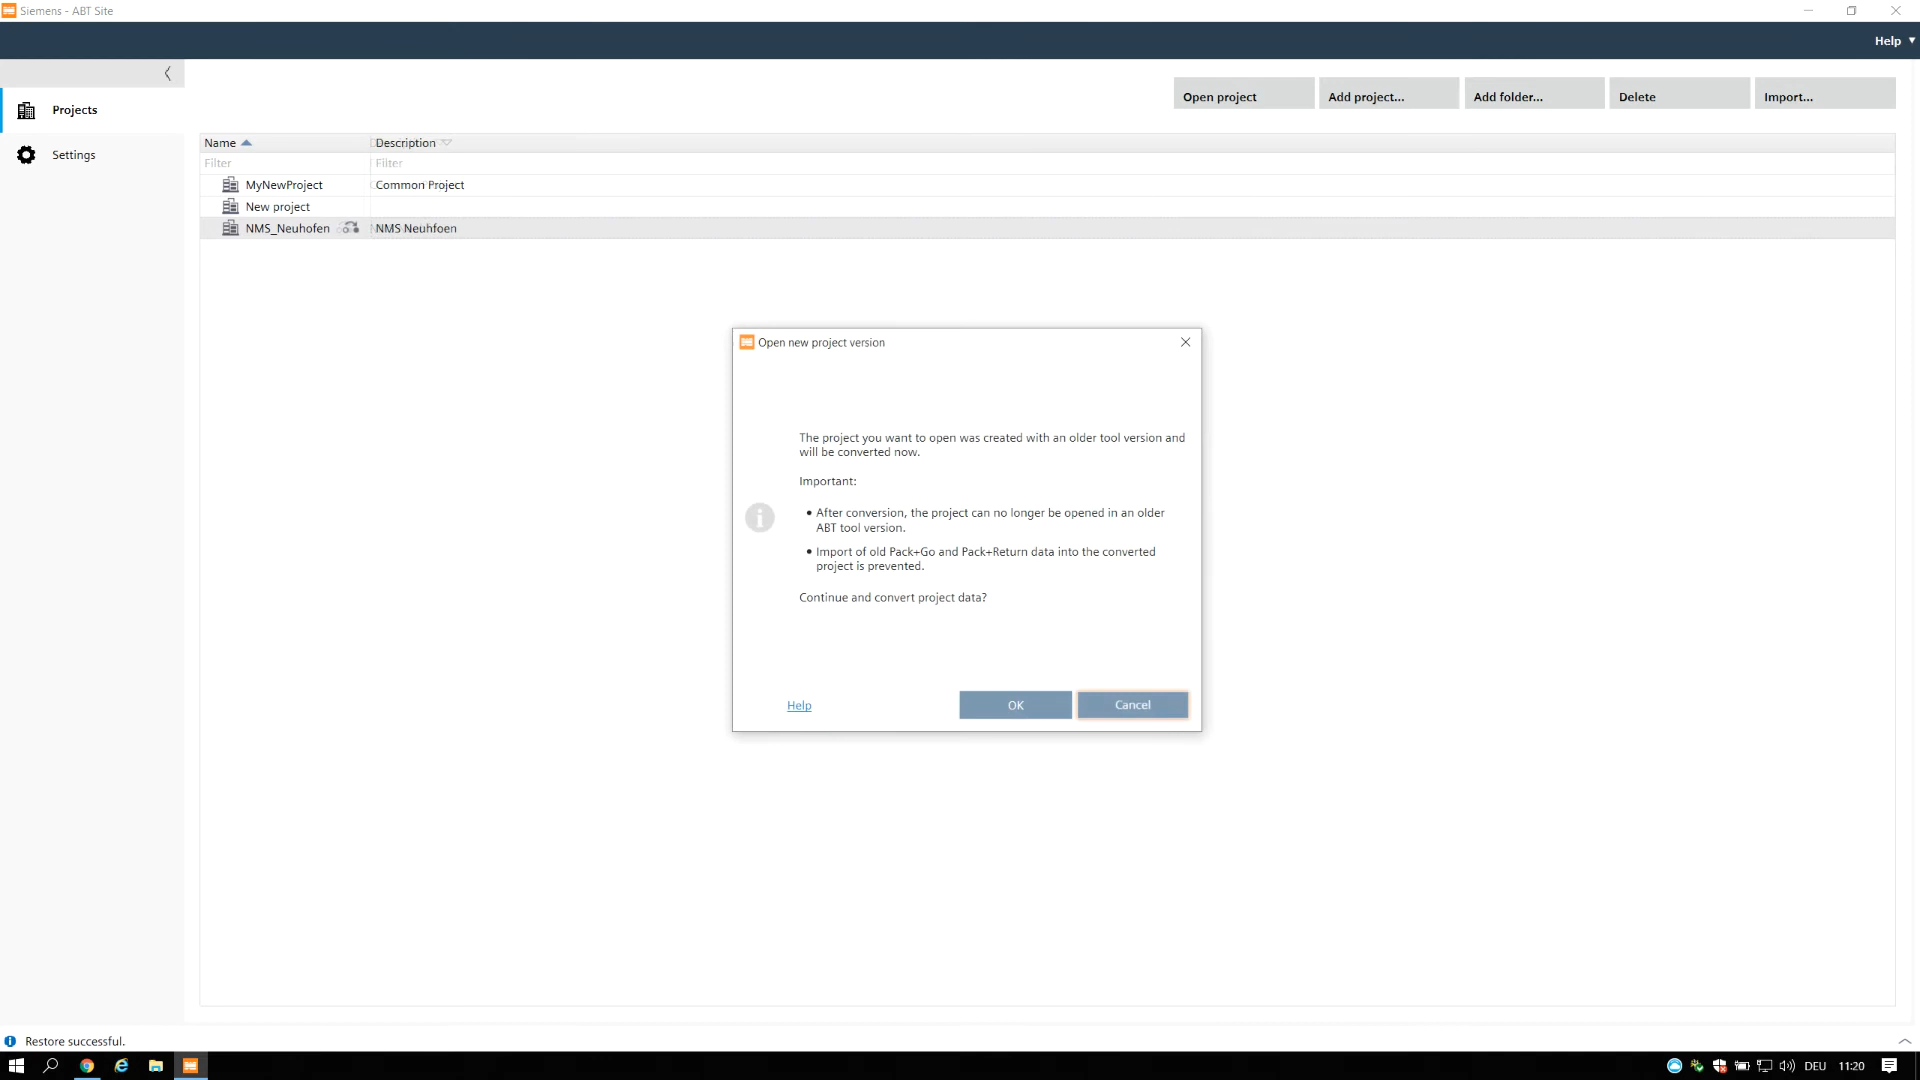 Siemens - ABT Site
Help
Projects
Settings
Open project
Add project...
Add folder...
Delete
Import...
Name
Description
Filter
Filter
MyNewProject
Common Project
New project
NMS_Neuhofen
NMS Neuhfoen
Open new project version
The project you want to open was created with an older tool version and
will be converted now.
Important:
• After conversion, the project can no longer be opened in an older
ABT tool version.
• Import of old Pack+Go and Pack+Return data into the converted
project is prevented.
Continue and convert project data?
Help
OK
Cancel
Restore successful.
DEU
11:20